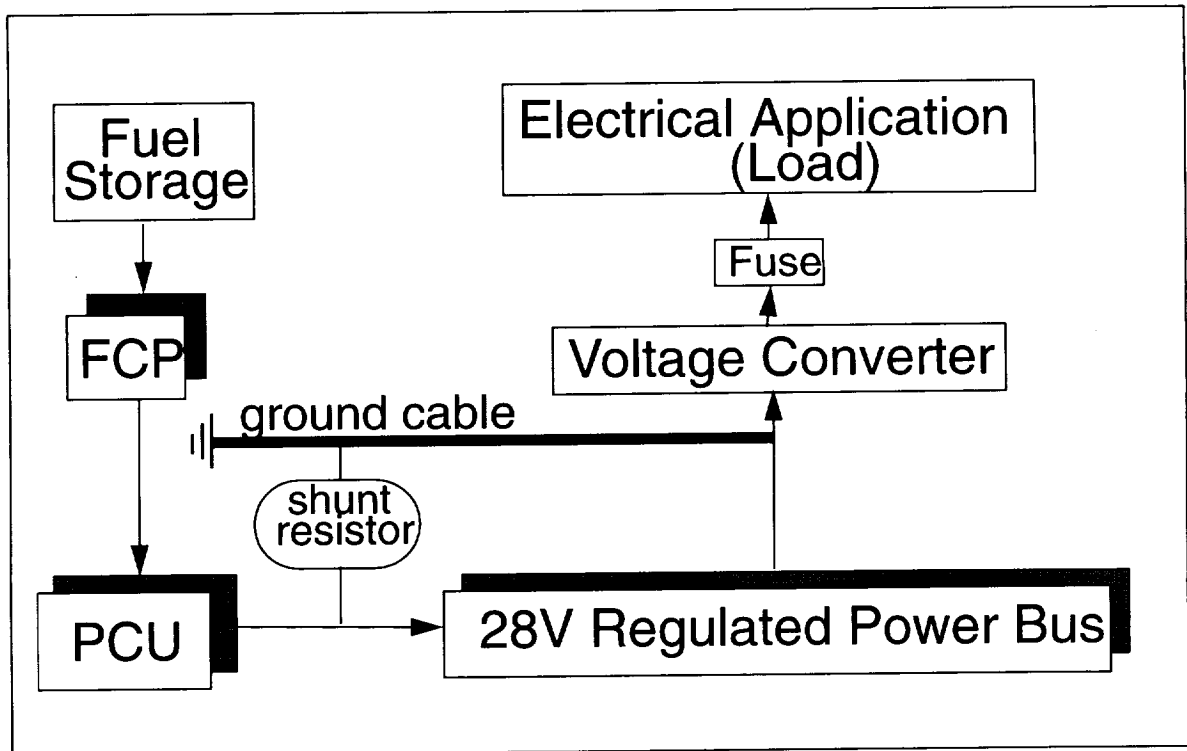 Fuel
Storage
Electrical Application
(Load)
Fuse
FCP
Voltage Converter
ground cable
shunt
resistor
PCU
28V Regulated Power Bus